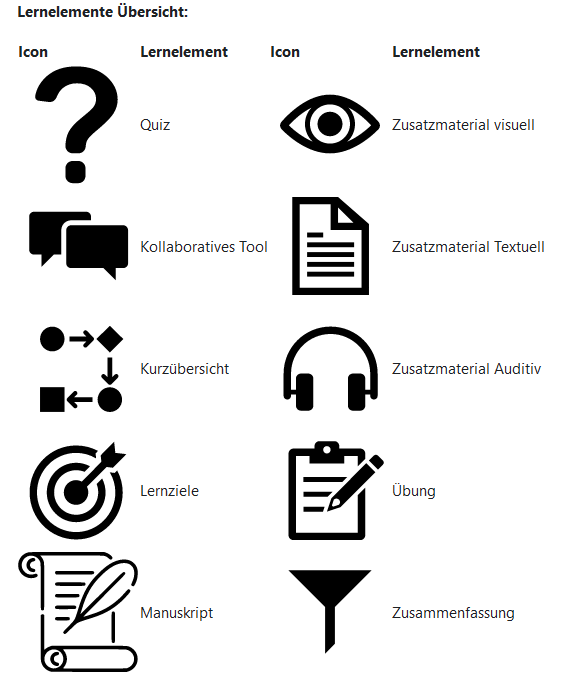 Lernelemente Übersicht:
Icon Lernelement Icon Lernelement
Quiz Zusatzmaterial visuell
Kollaboratives Tool Zusatzmaterial Textuell
Kurzübersicht Zusatzmaterial Auditiv
Lernziele Übung
Manuskript Zusammenfassung